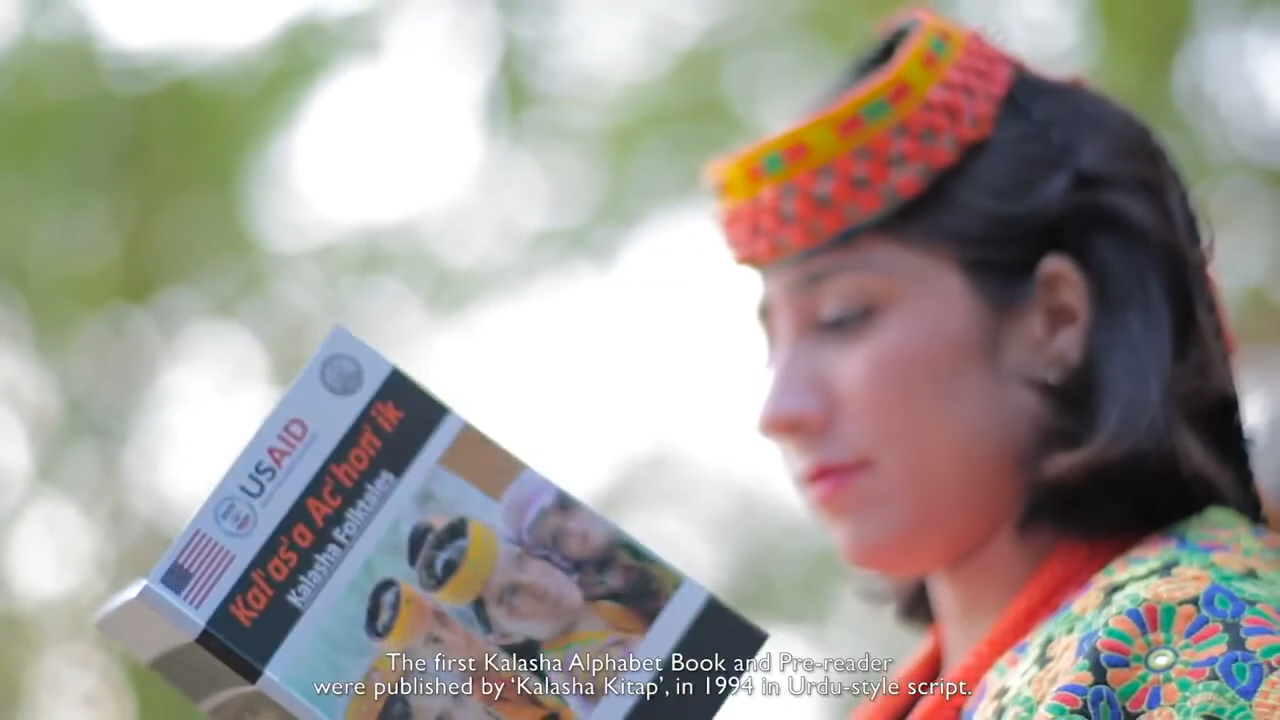 USAID
Kal'as'a Ac'hon'ik
Kalasha Folktales
The first Kalasha Alphabet Book and Pre-reader
were published by ‘Kalasha Kitap’, in 1994 in Urdu-style script.